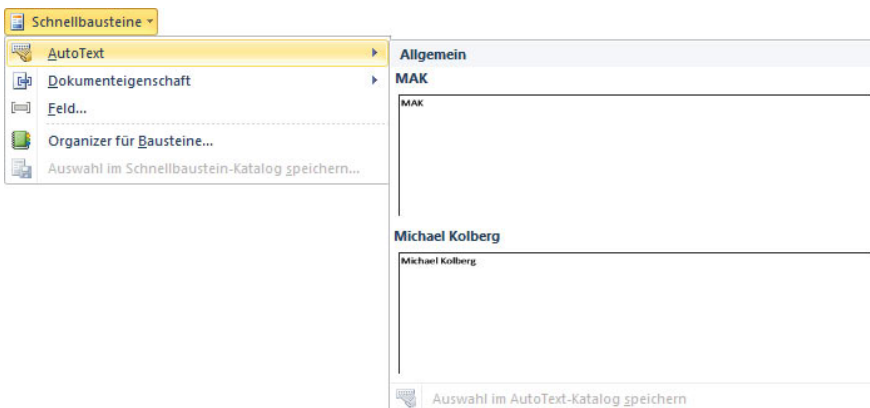 Schnellbausteine
AutoText
Dokumenteigenschaft
Feld...
Organizer für Bausteine...
Auswahl im Schnellbaustein-Katalog speichern...
Allgemein
MAK
MAK
Michael Kolberg
Michael Kolberg
Auswahl im AutoText-Katalog speichern